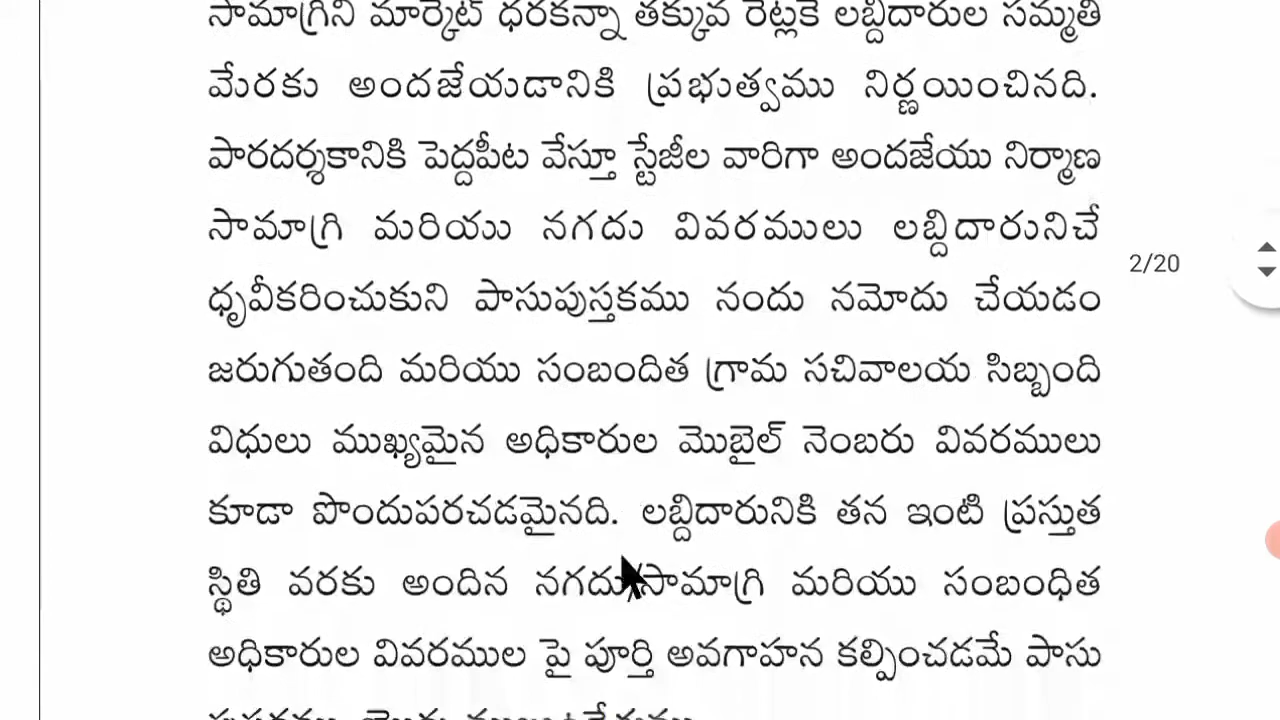 సామాగ్రిని మార్కెట్ ధరకన్నా తక్కువ రేట్లకే లబ్దిదారుల సమ్మతి
మేరకు అందజేయడానికి ప్రభుత్వము నిర్ణయించినది.
పారదర్శకానికి పెద్దపీట వేస్తూ స్టేజీల వారిగా అందజేయు నిర్మాణ
సామాగ్రి మరియు నగదు వివరములు లబ్దిదారునిచే
ధృవీకరించుకుని పాసుపుస్తకము నందు నమోదు చేయడం
జరుగుతంది మరియు సంబందిత గ్రామ సచివాలయ సిబ్బంది
విధులు ముఖ్యమైన అధికారుల మొబైల్ నెంబరు వివరములు
కూడా పొందుపరచడమైనది. లబ్దిదారునికి తన ఇంటి ప్రస్తుత
స్థితి వరకు అందిన నగదు/సామాగ్రి మరియు సంబంధిత
అధికారుల వివరముల పై పూర్తి అవగాహన కల్పించడమే పాసు
2/20